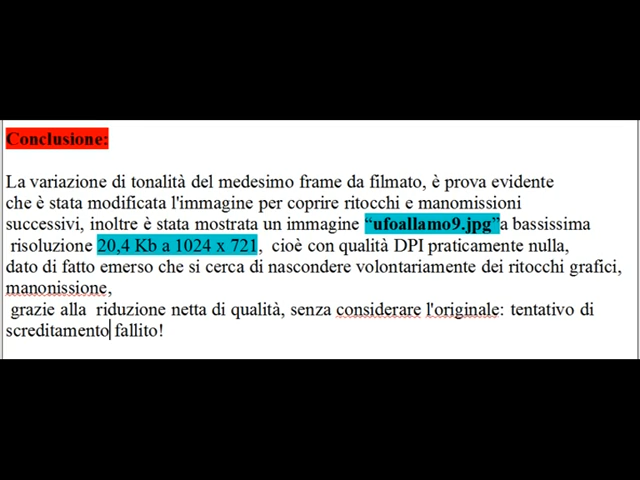 Conclusione:
La variazione di tonalità del medesimo frame da filmato, è prova evidente
che è stata modificata l'immagine per coprire ritocchi e manomissioni
successivi, inoltre è stata mostrata un immagine “ufoallamo9.jpg”a bassissima
risoluzione 20,4 Kb a 1024 x 721, cioè con qualità DPI praticamente nulla,
dato di fatto emerso che si cerca di nascondere volontariamente dei ritocchi grafici,
manonissione,
grazie alla riduzione netta di qualità, senza considerare l'originale: tentativo di
screditamento fallito!